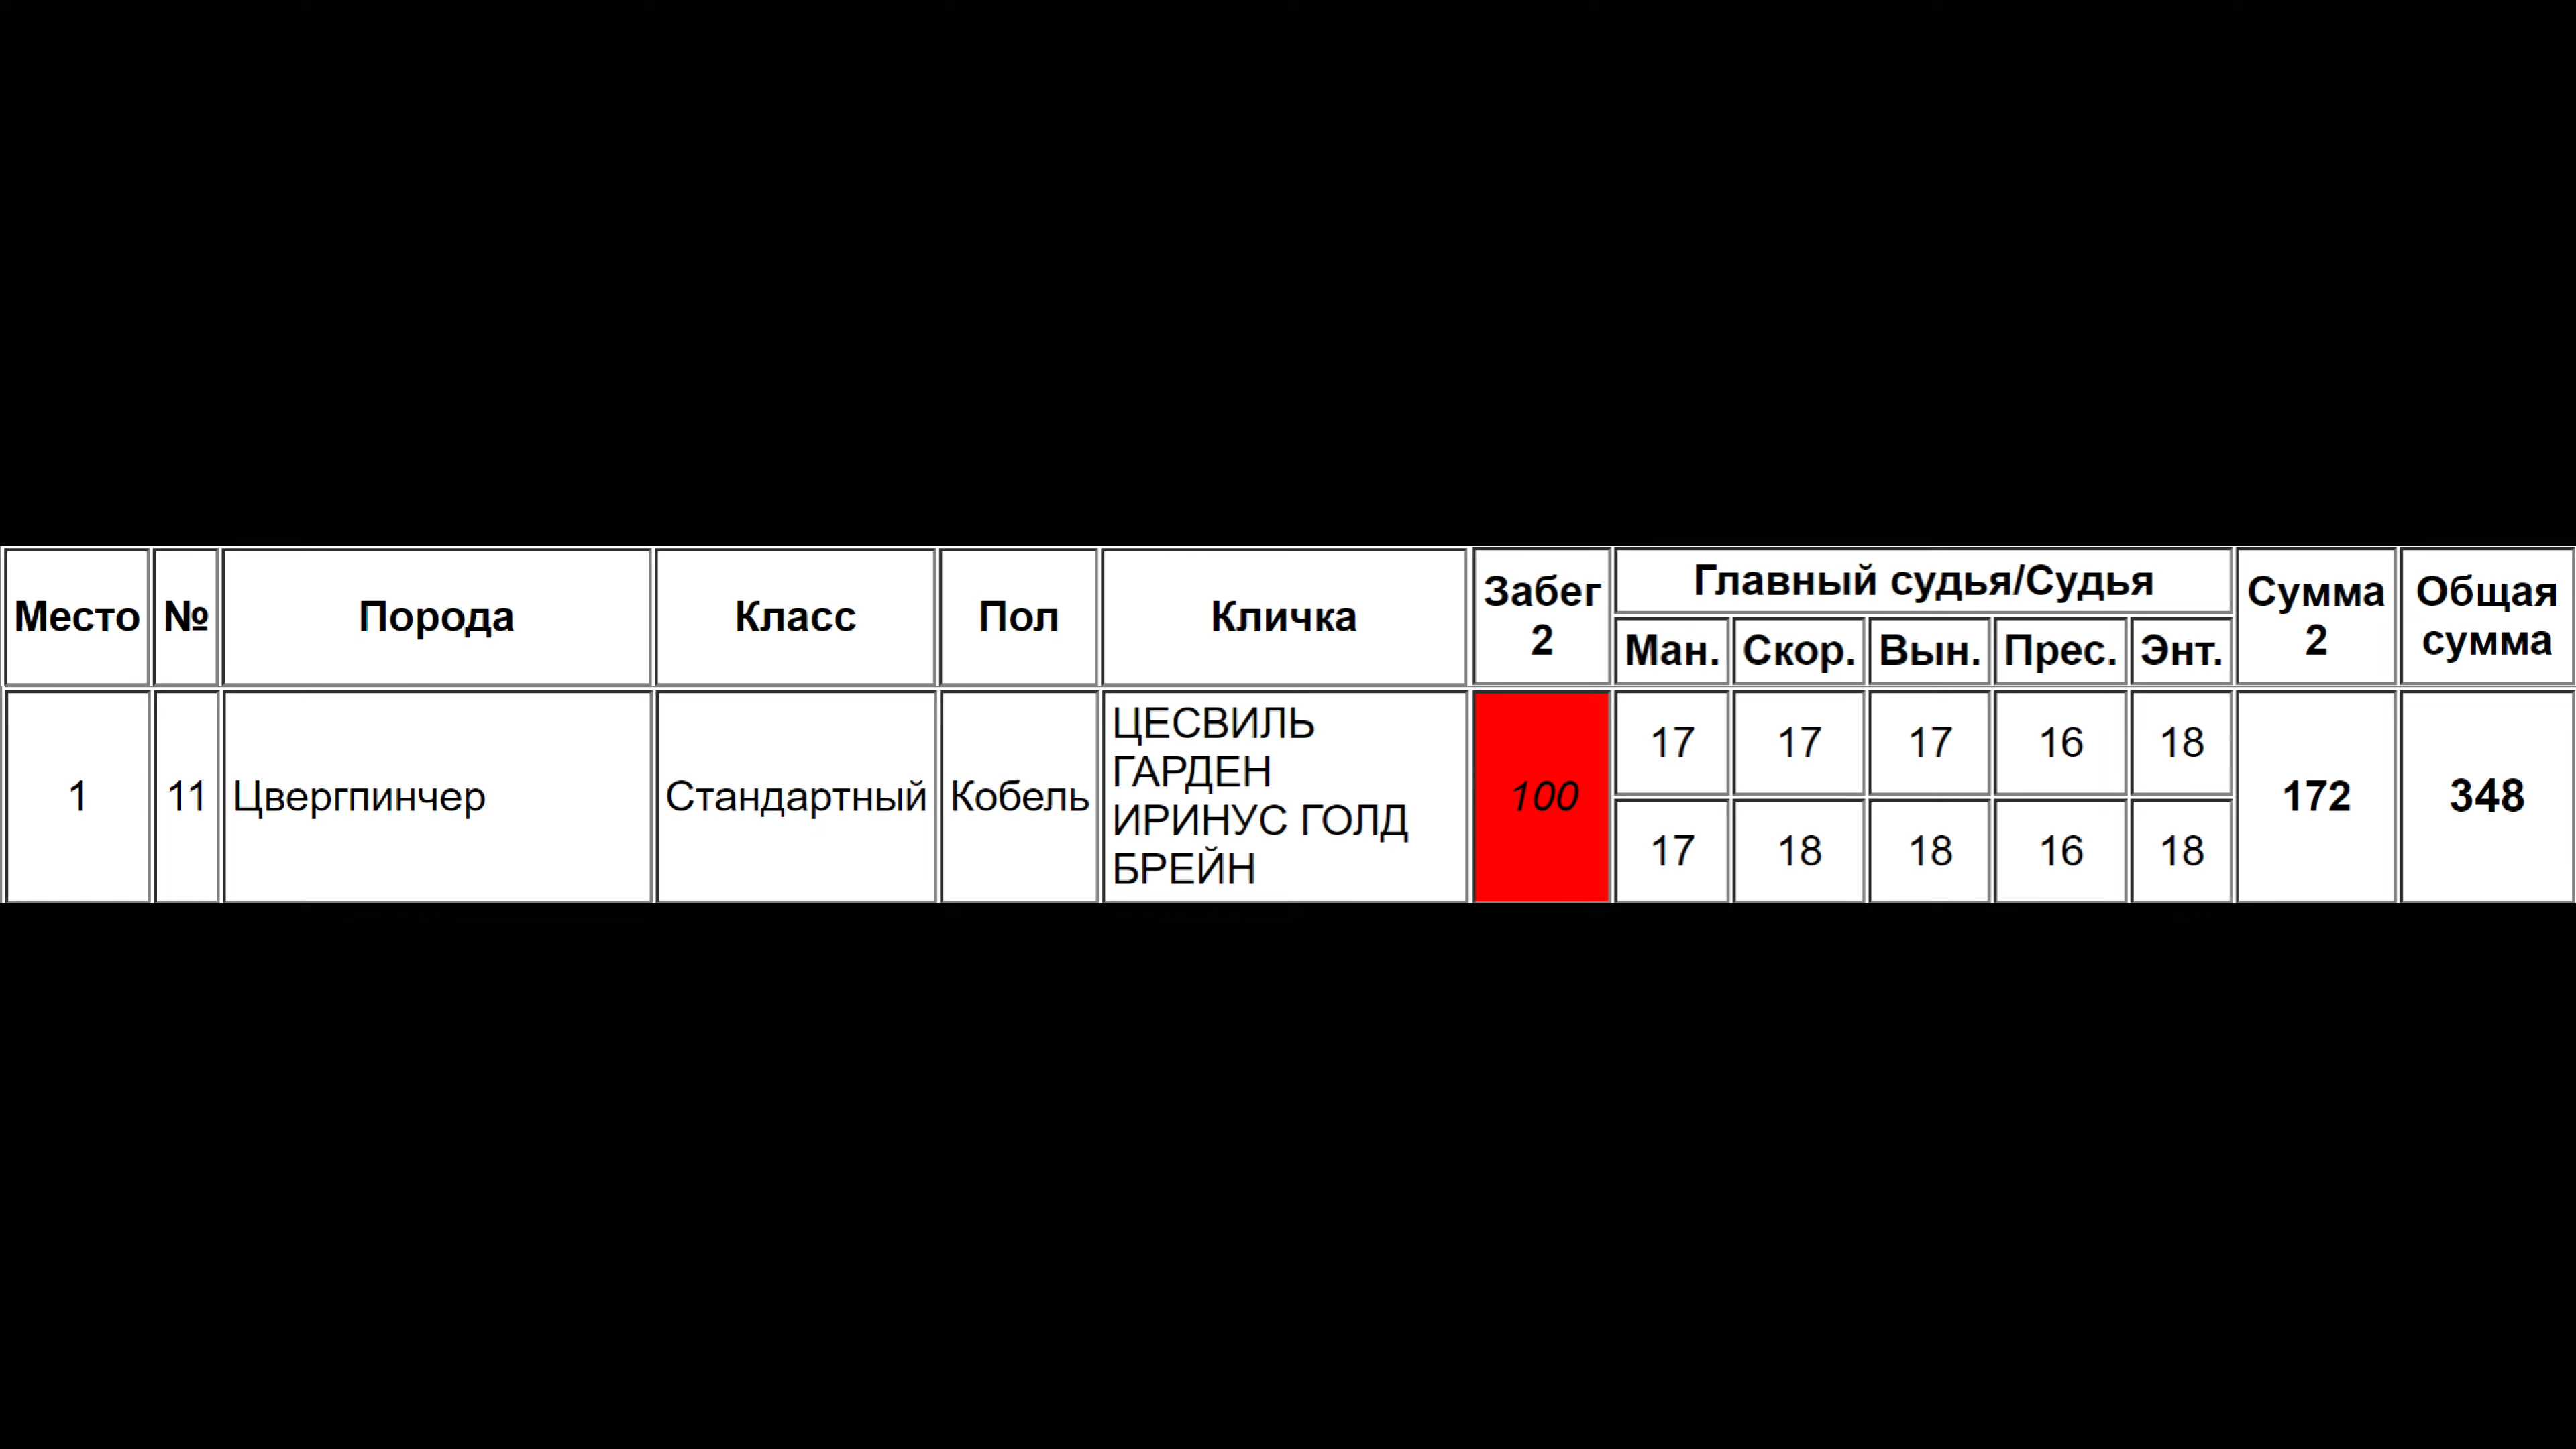 Место № Порода Класс Пол Кличка Забег 2 Главный судья/Судья Сумма 2 Общая сумма
Ман. Скор. Вын. Прес. Энт.
1 11 Цвергпинчер Стандартный Кобель ЦЕСВИЛЬ
ГАРДЕН
ИРИНУС ГОЛД
БРЕЙН
100 17 17 17 16 18 172 348
17 18 18 16 18